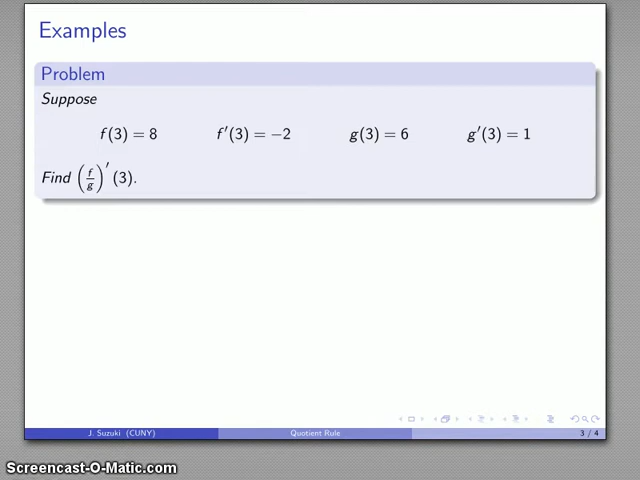 Examples
Problem
Suppose
f(3) = 8 f′(3) = −2 g(3) = 6 g′(3) = 1
Find (f/g)′(3).
J. Suzuki (CUNY) Quotient Rule 3 / 4
Screencast-O-Matic.com